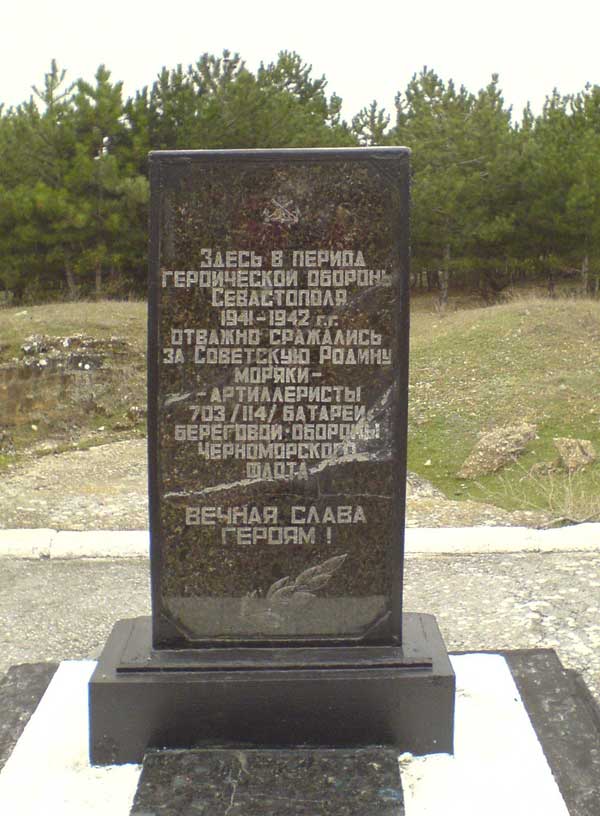 Здесь в период
героической обороны
Севастополя
1941-1942 г.г.
отважно сражались
за Советскую Родину
моряки-
-артиллеристы
703/114/ батареи
береговой обороны
Черноморского
флота
Вечная слава
героям!